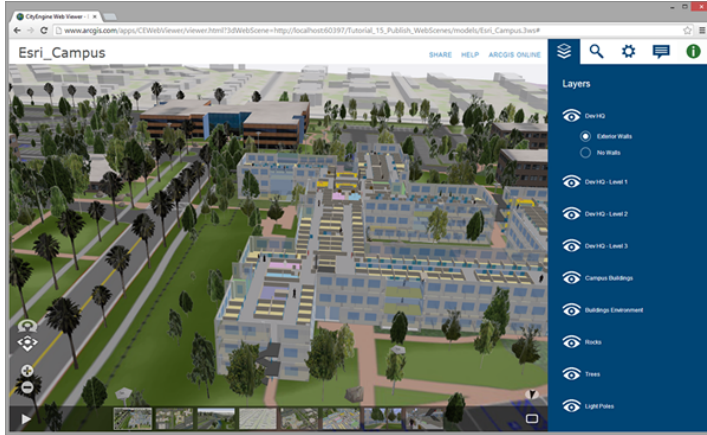 CityEngine Web Viewer - I
www.arcgis.com/apps/CEWebViewer/viewer.html?3dWebScene=http://localhost:60397/Tutorial_15_Publish_WebScenes/models/Esri_Campus.3ws#
Esri_Campus
SHARE HELP ARCGIS ONLINE
Layers
Dev HQ
Exterior Walls
No Walls
Dev HQ - Level 1
Dev HQ - Level 2
Dev HQ - Level 3
Campus Buildings
Buildings Environment
Rocks
Trees
Light Poles